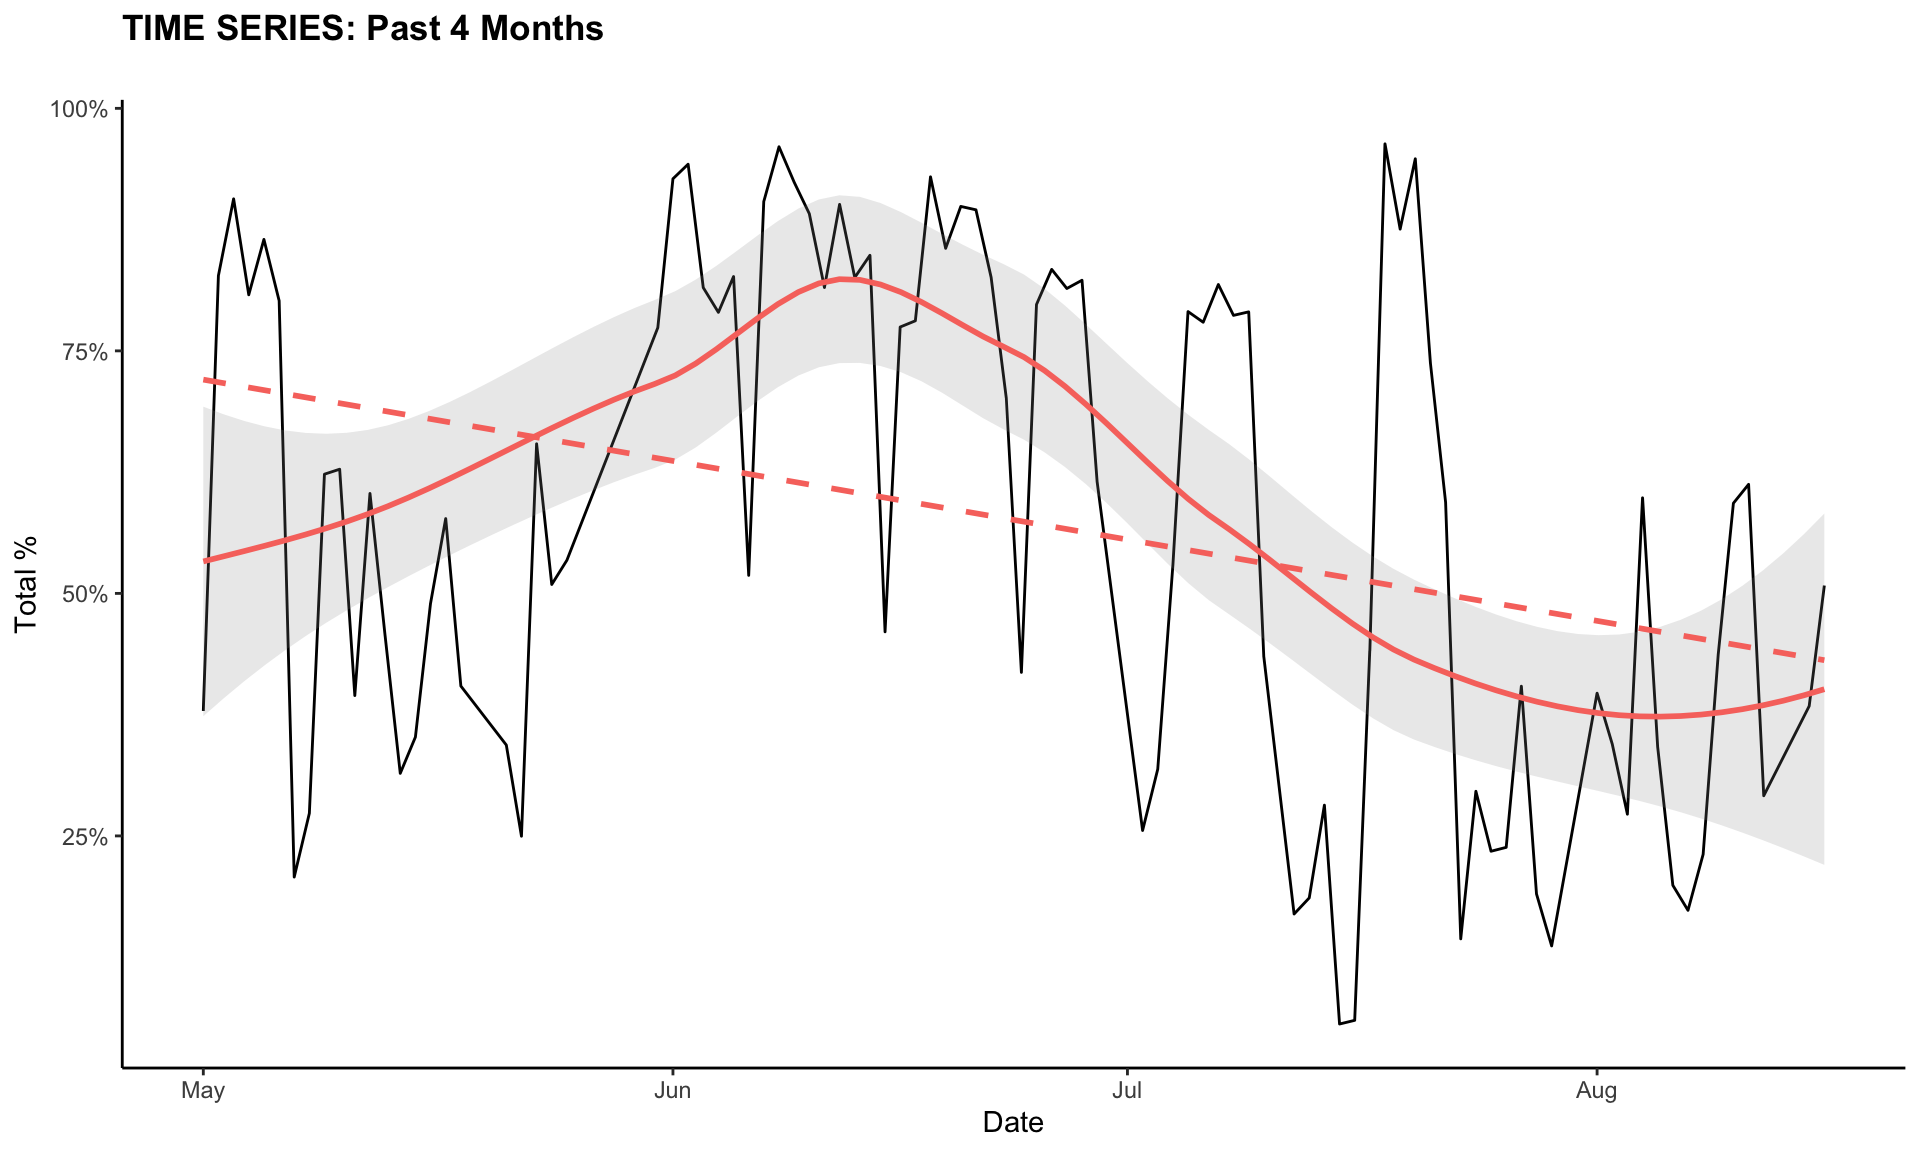 TIME SERIES: Past 4 Months
100%
75%
50%
25%
Total %
May
Jun
Jul
Aug
Date